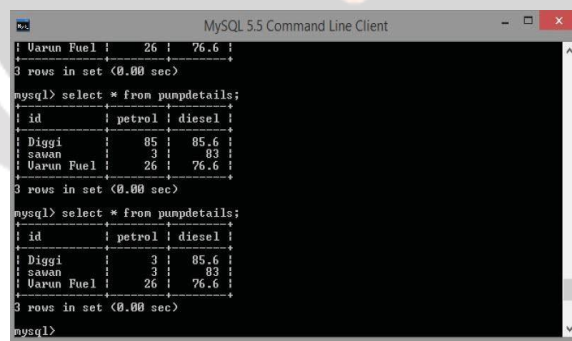 MySQL 5.5 Command Line Client
| Varun Fuel | 26 | 76.6 |
3 rows in set (0.00 sec)
mysql> select * from pumpdetails;
| id | petrol | diesel |
| Diggi | 85 | 85.6 |
| sawan | 3 | 83 |
| Varun Fuel | 26 | 76.6 |
3 rows in set (0.00 sec)
mysql> select * from pumpdetails;
| id | petrol | diesel |
| Diggi | 3 | 85.6 |
| sawan | 3 | 83 |
| Varun Fuel | 26 | 76.6 |
3 rows in set (0.00 sec)
mysql>